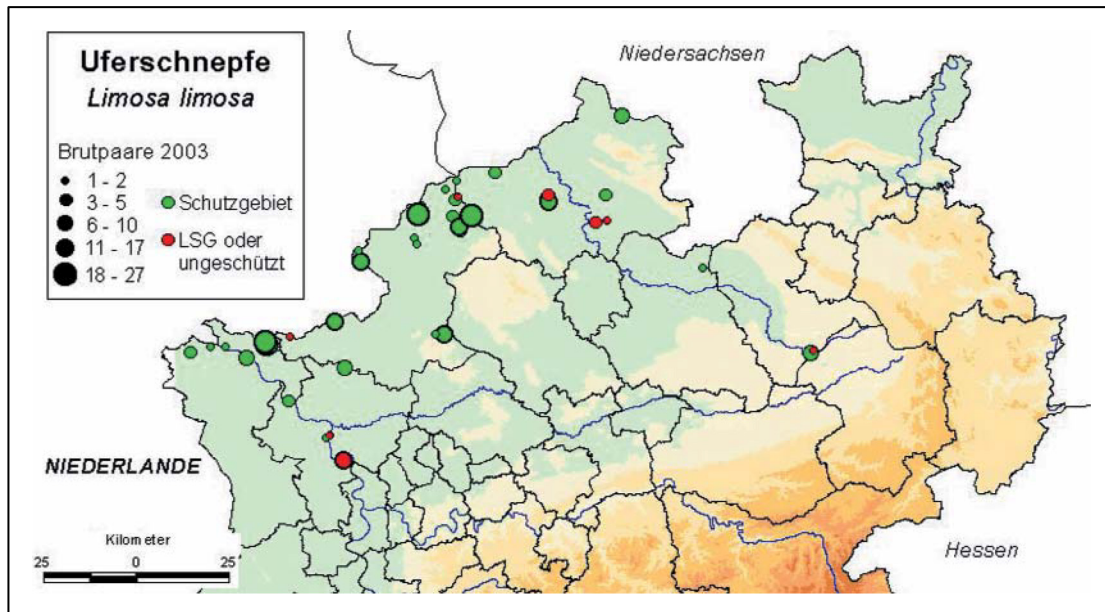 Uferschnepfe
Limosa limosa
Brutpaare 2003
1 - 2
3 - 5
6 - 10
11 - 17
18 - 27
Schutzgebiet
LSG oder
ungeschützt
Niedersachsen
NIEDERLANDE
Hessen
Kilometer
25 0 25